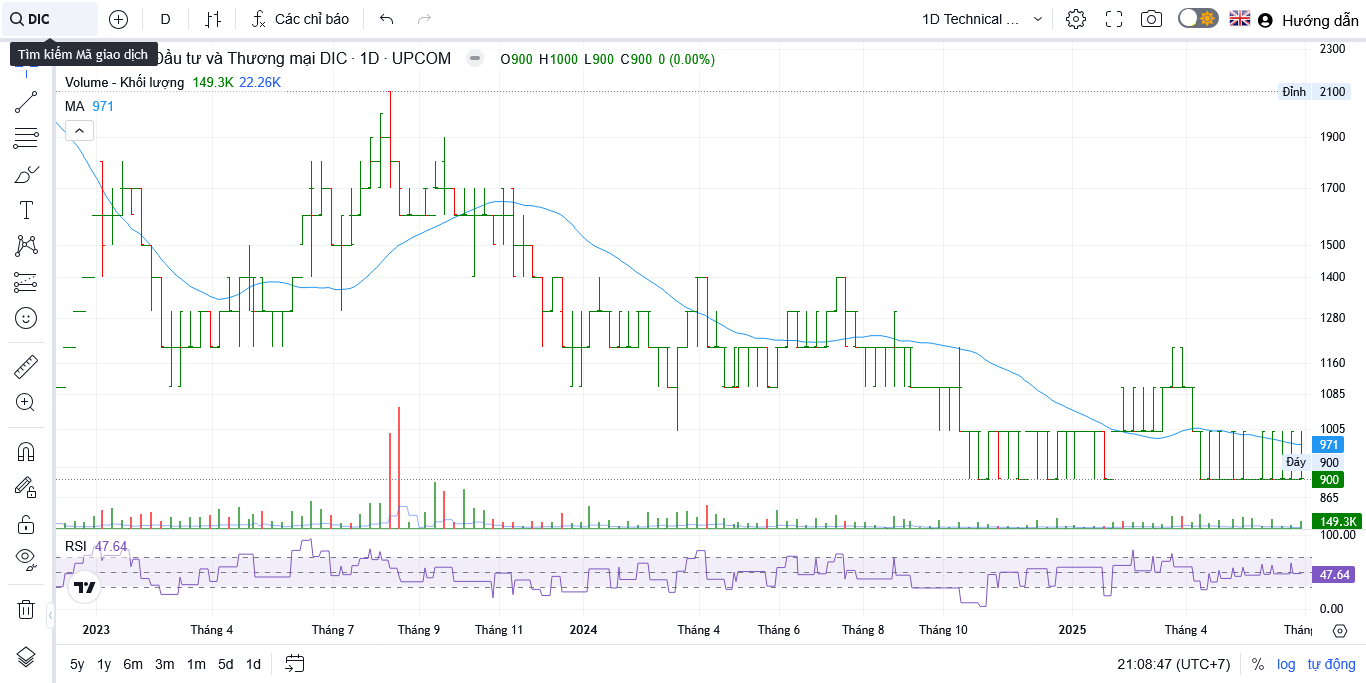 DIC
D
Các chỉ báo
1D Technical ...
Hướng dẫn
Tìm kiếm Mã giao dịch
Đầu tư và Thương mại DIC · 1D · UPCOM
O900 H1000 L900 C900 0 (0.00%)
Volume - Khối lượng 149.3K 22.26K
MA 971
2300
Đỉnh 2100
1900
1700
1500
1400
1280
1160
1085
1005
971
Đáy 900
900
865
149.3K
RSI 47.64
100.00
47.64
0.00
2023 Tháng 4 Tháng 7 Tháng 9 Tháng 11 2024 Tháng 4 Tháng 6 Tháng 8 Tháng 10 2025 Tháng 4 Tháng
5y 1y 6m 3m 1m 5d 1d
21:08:47 (UTC+7) % log tự động